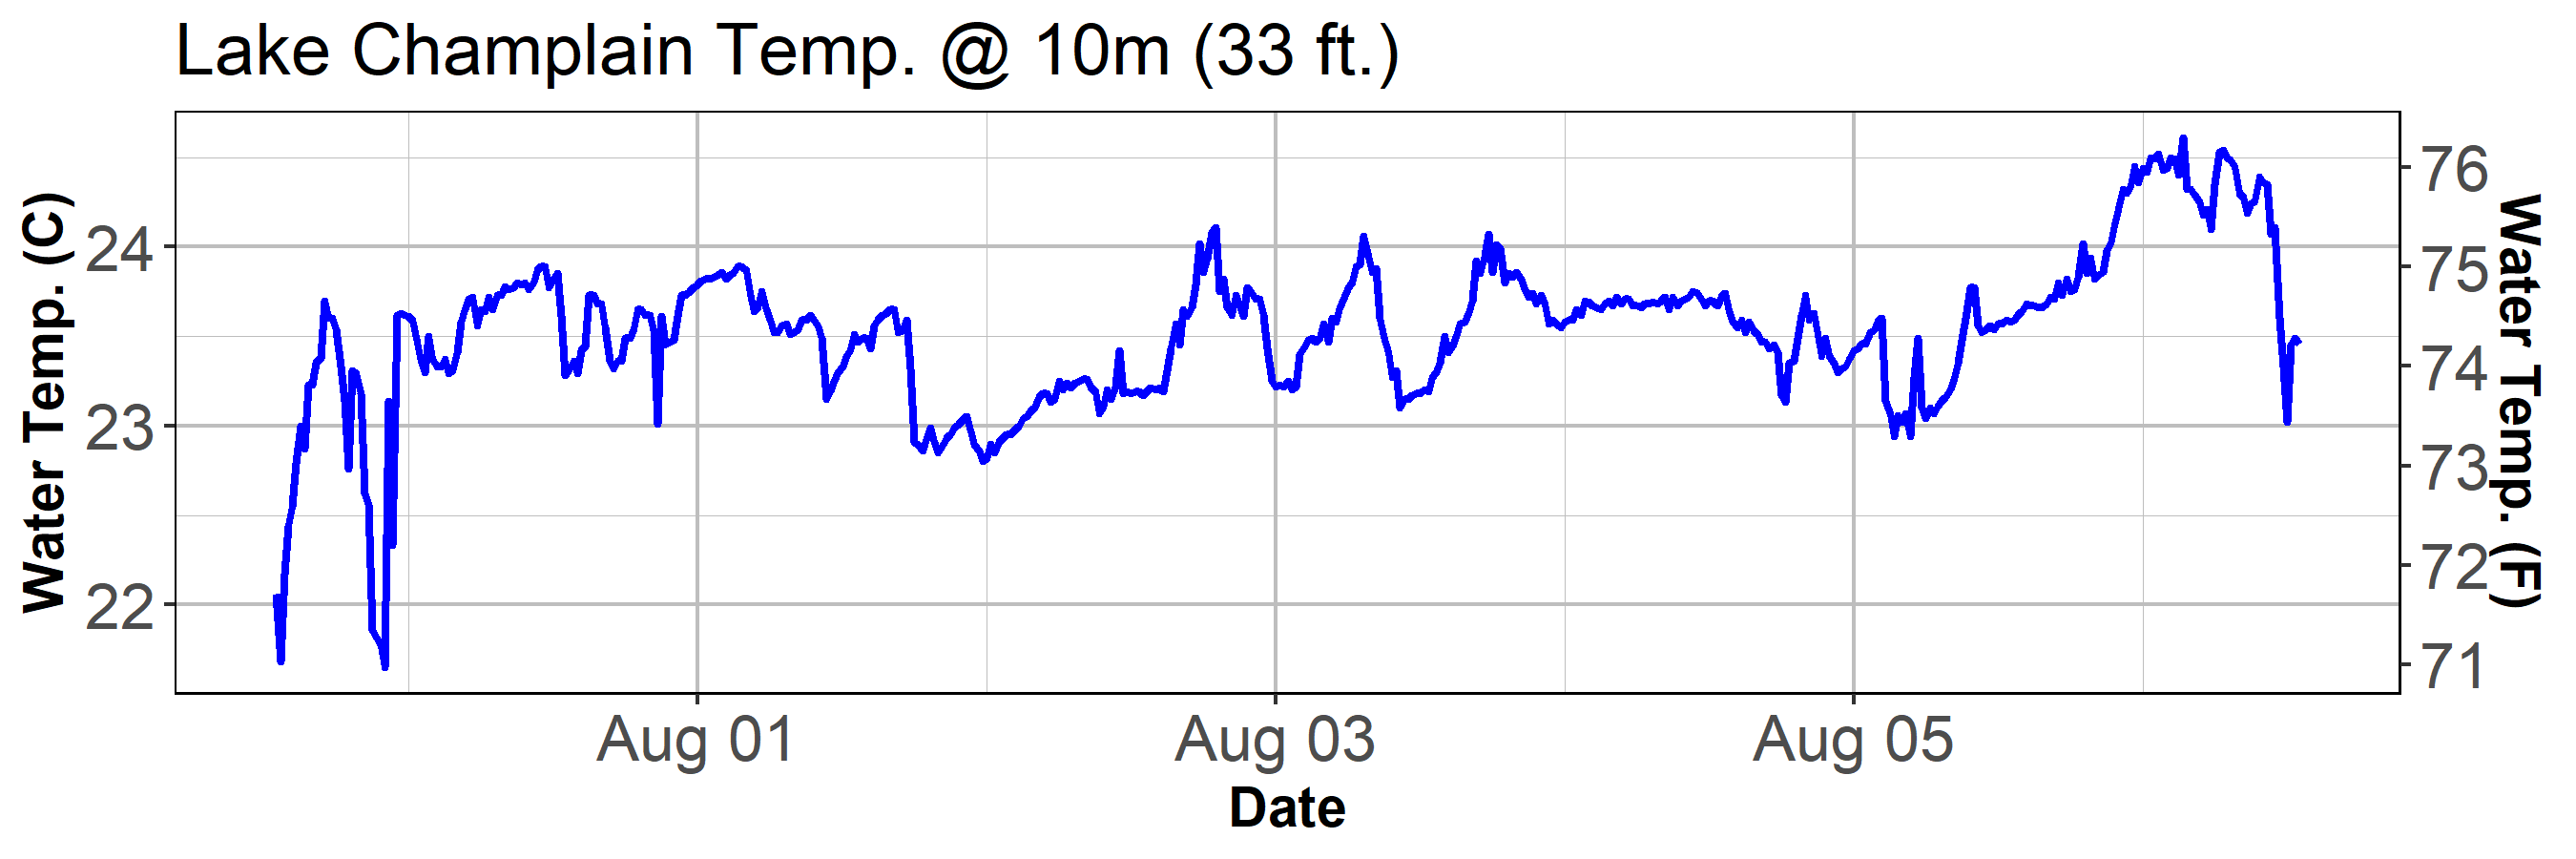 Lake Champlain Temp. @ 10m (33 ft.)
Water Temp. (C)
24
23
22
76
75
74
73
72
71
Water Temp. (F)
Aug 01
Aug 03
Aug 05
Date